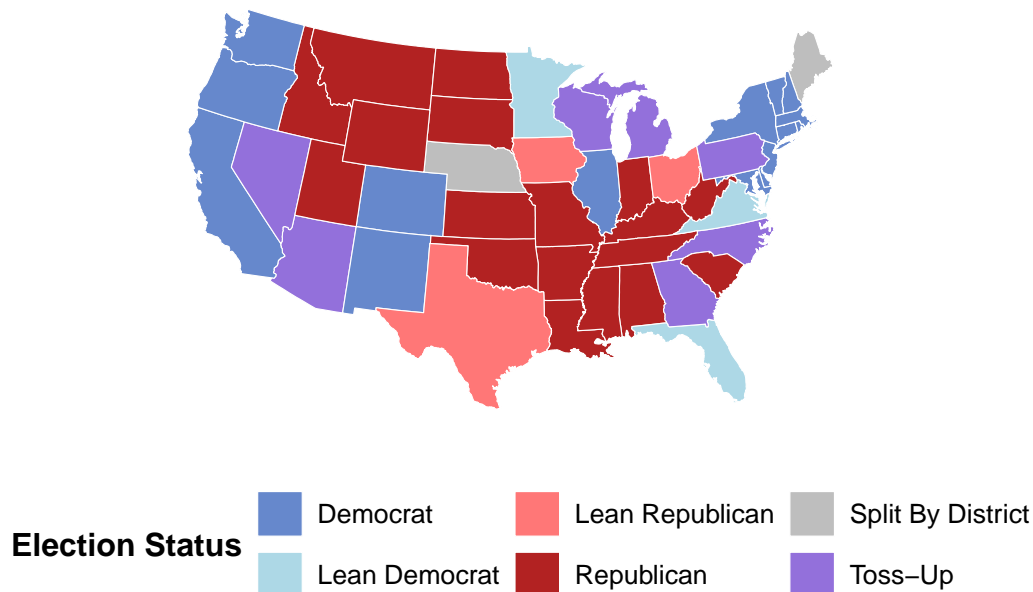 Election Status
Democrat
Lean Democrat
Lean Republican
Republican
Split By District
Toss−Up